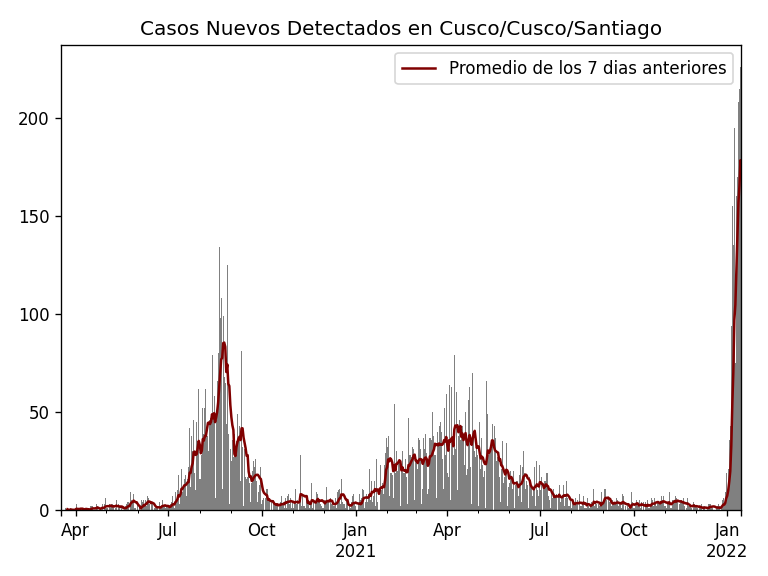 Casos Nuevos Detectados en Cusco/Cusco/Santiago
Promedio de los 7 dias anteriores
200
150
100
50
0
Apr Jul Oct Jan Apr Jul Oct Jan
2021 2022